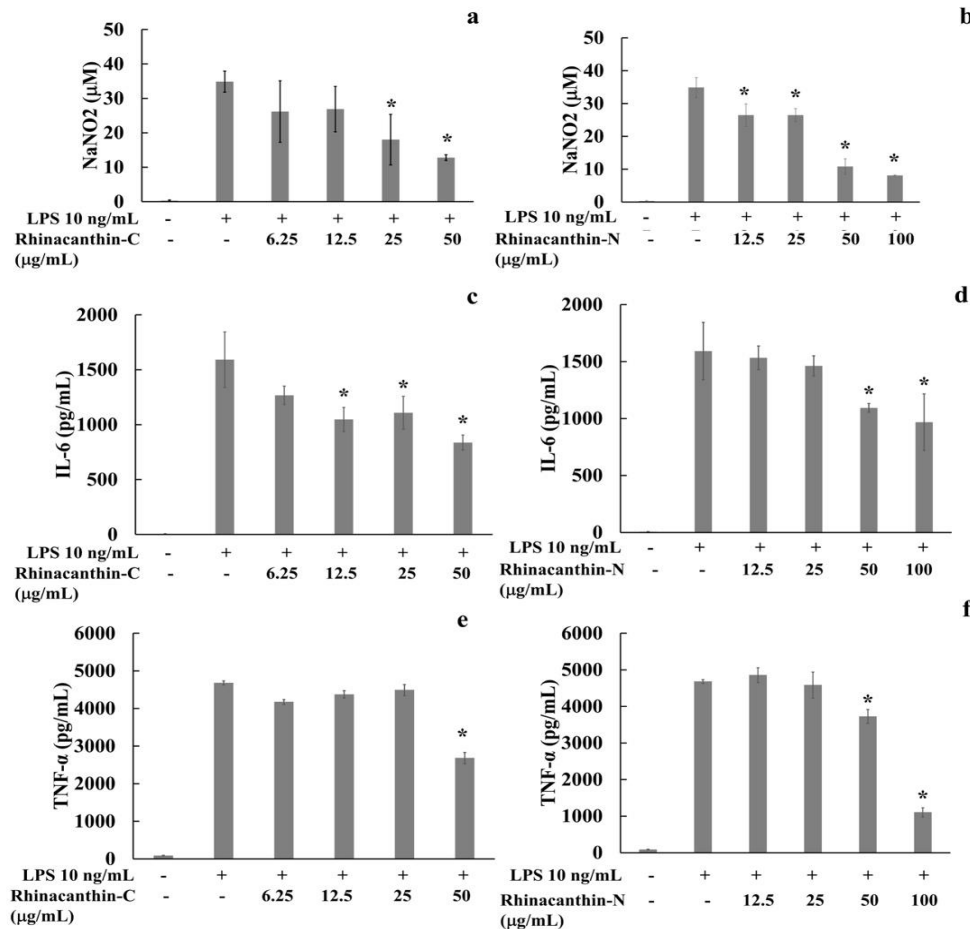 a
NaNO2 (μM)
50
40
30
20
10
0
* *
LPS 10 ng/mL - + + + + +
Rhinacanthin-C - - 6.25 12.5 25 50
(μg/mL)
b
NaNO2 (μM)
50
40
30
20
10
0
* * * *
LPS 10 ng/mL - + + + + +
Rhinacanthin-N - - 12.5 25 50 100
(μg/mL)
c
IL-6 (pg/mL)
2000
1500
1000
500
0
* * *
LPS 10 ng/mL - + + + + +
Rhinacanthin-C - - 6.25 12.5 25 50
(μg/mL)
d
IL-6 (pg/mL)
2000
1500
1000
500
0
* *
LPS 10 ng/mL - + + + + +
Rhinacanthin-N - - 12.5 25 50 100
(μg/mL)
e
TNF-α (pg/mL)
6000
5000
4000
3000
2000
1000
0
*
LPS 10 ng/mL - + + + + +
Rhinacanthin-C - - 6.25 12.5 25 50
(μg/mL)
f
TNF-α (pg/mL)
6000
5000
4000
3000
2000
1000
0
* *
LPS 10 ng/mL - + + + + +
Rhinacanthin-N - - 12.5 25 50 100
(μg/mL)